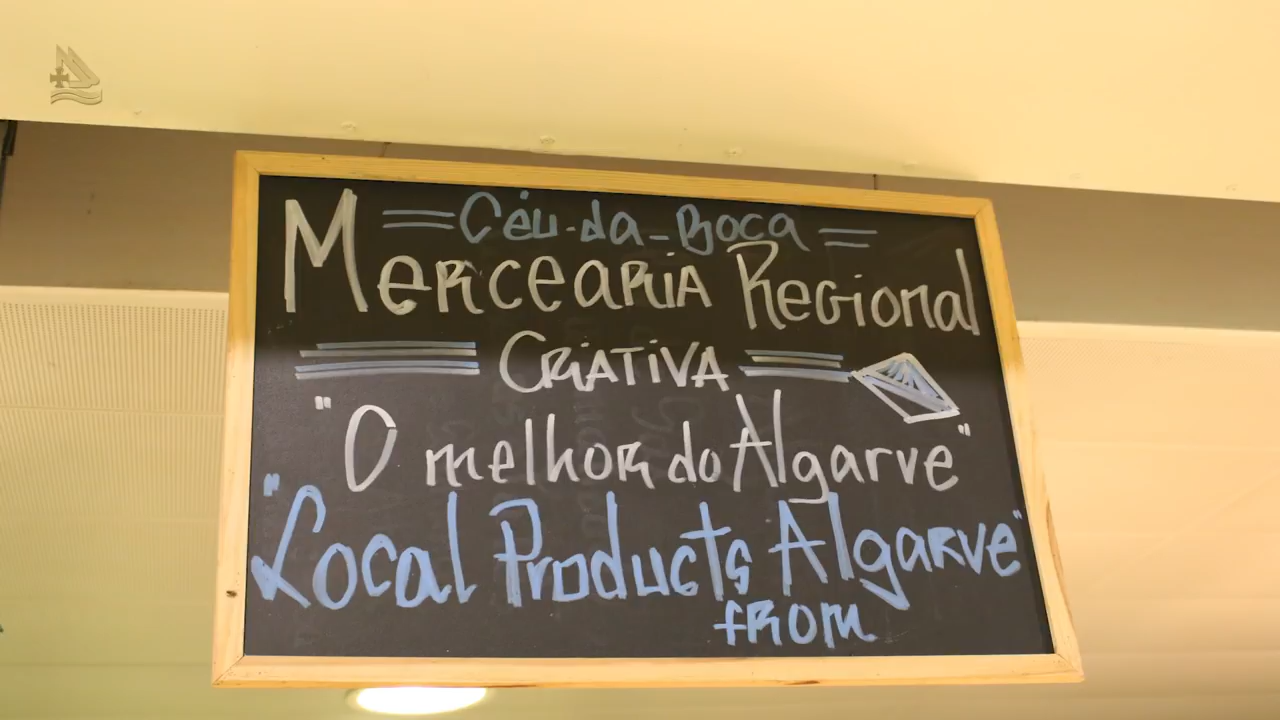 Céu-da-Boca
Mercearia Regional
Criativa
"O melhor do Algarve"
"Local Products Algarve"
from